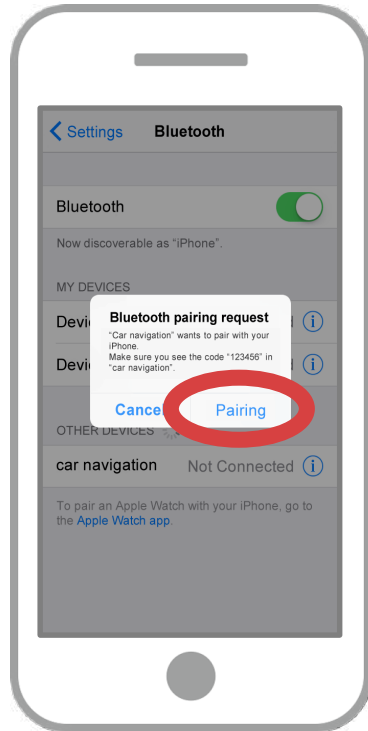 Settings Bluetooth
Bluetooth
Now discoverable as “iPhone”.
MY DEVICES
Bluetooth pairing request
“Car navigation” wants to pair with your
iPhone.
Make sure you see the code “123456” in
“car navigation”.
Cancel Pairing
OTHER DEVICES
car navigation Not Connected
To pair an Apple Watch with your iPhone, go to
the Apple Watch app.